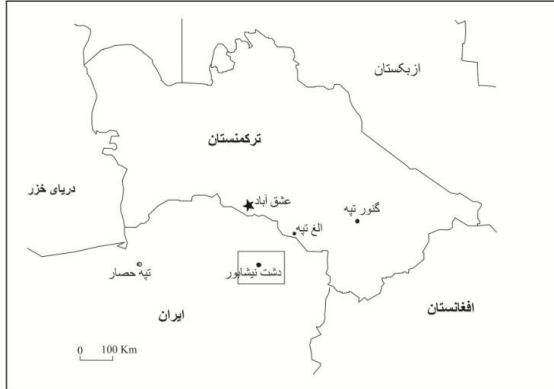 ازبکستان
ترکمنستان
دریای خزر
عشق آباد
گنور تپه
الغ تپه
تپه حصار
دشت نیشابور
ایران
افغانستان
0 100 Km